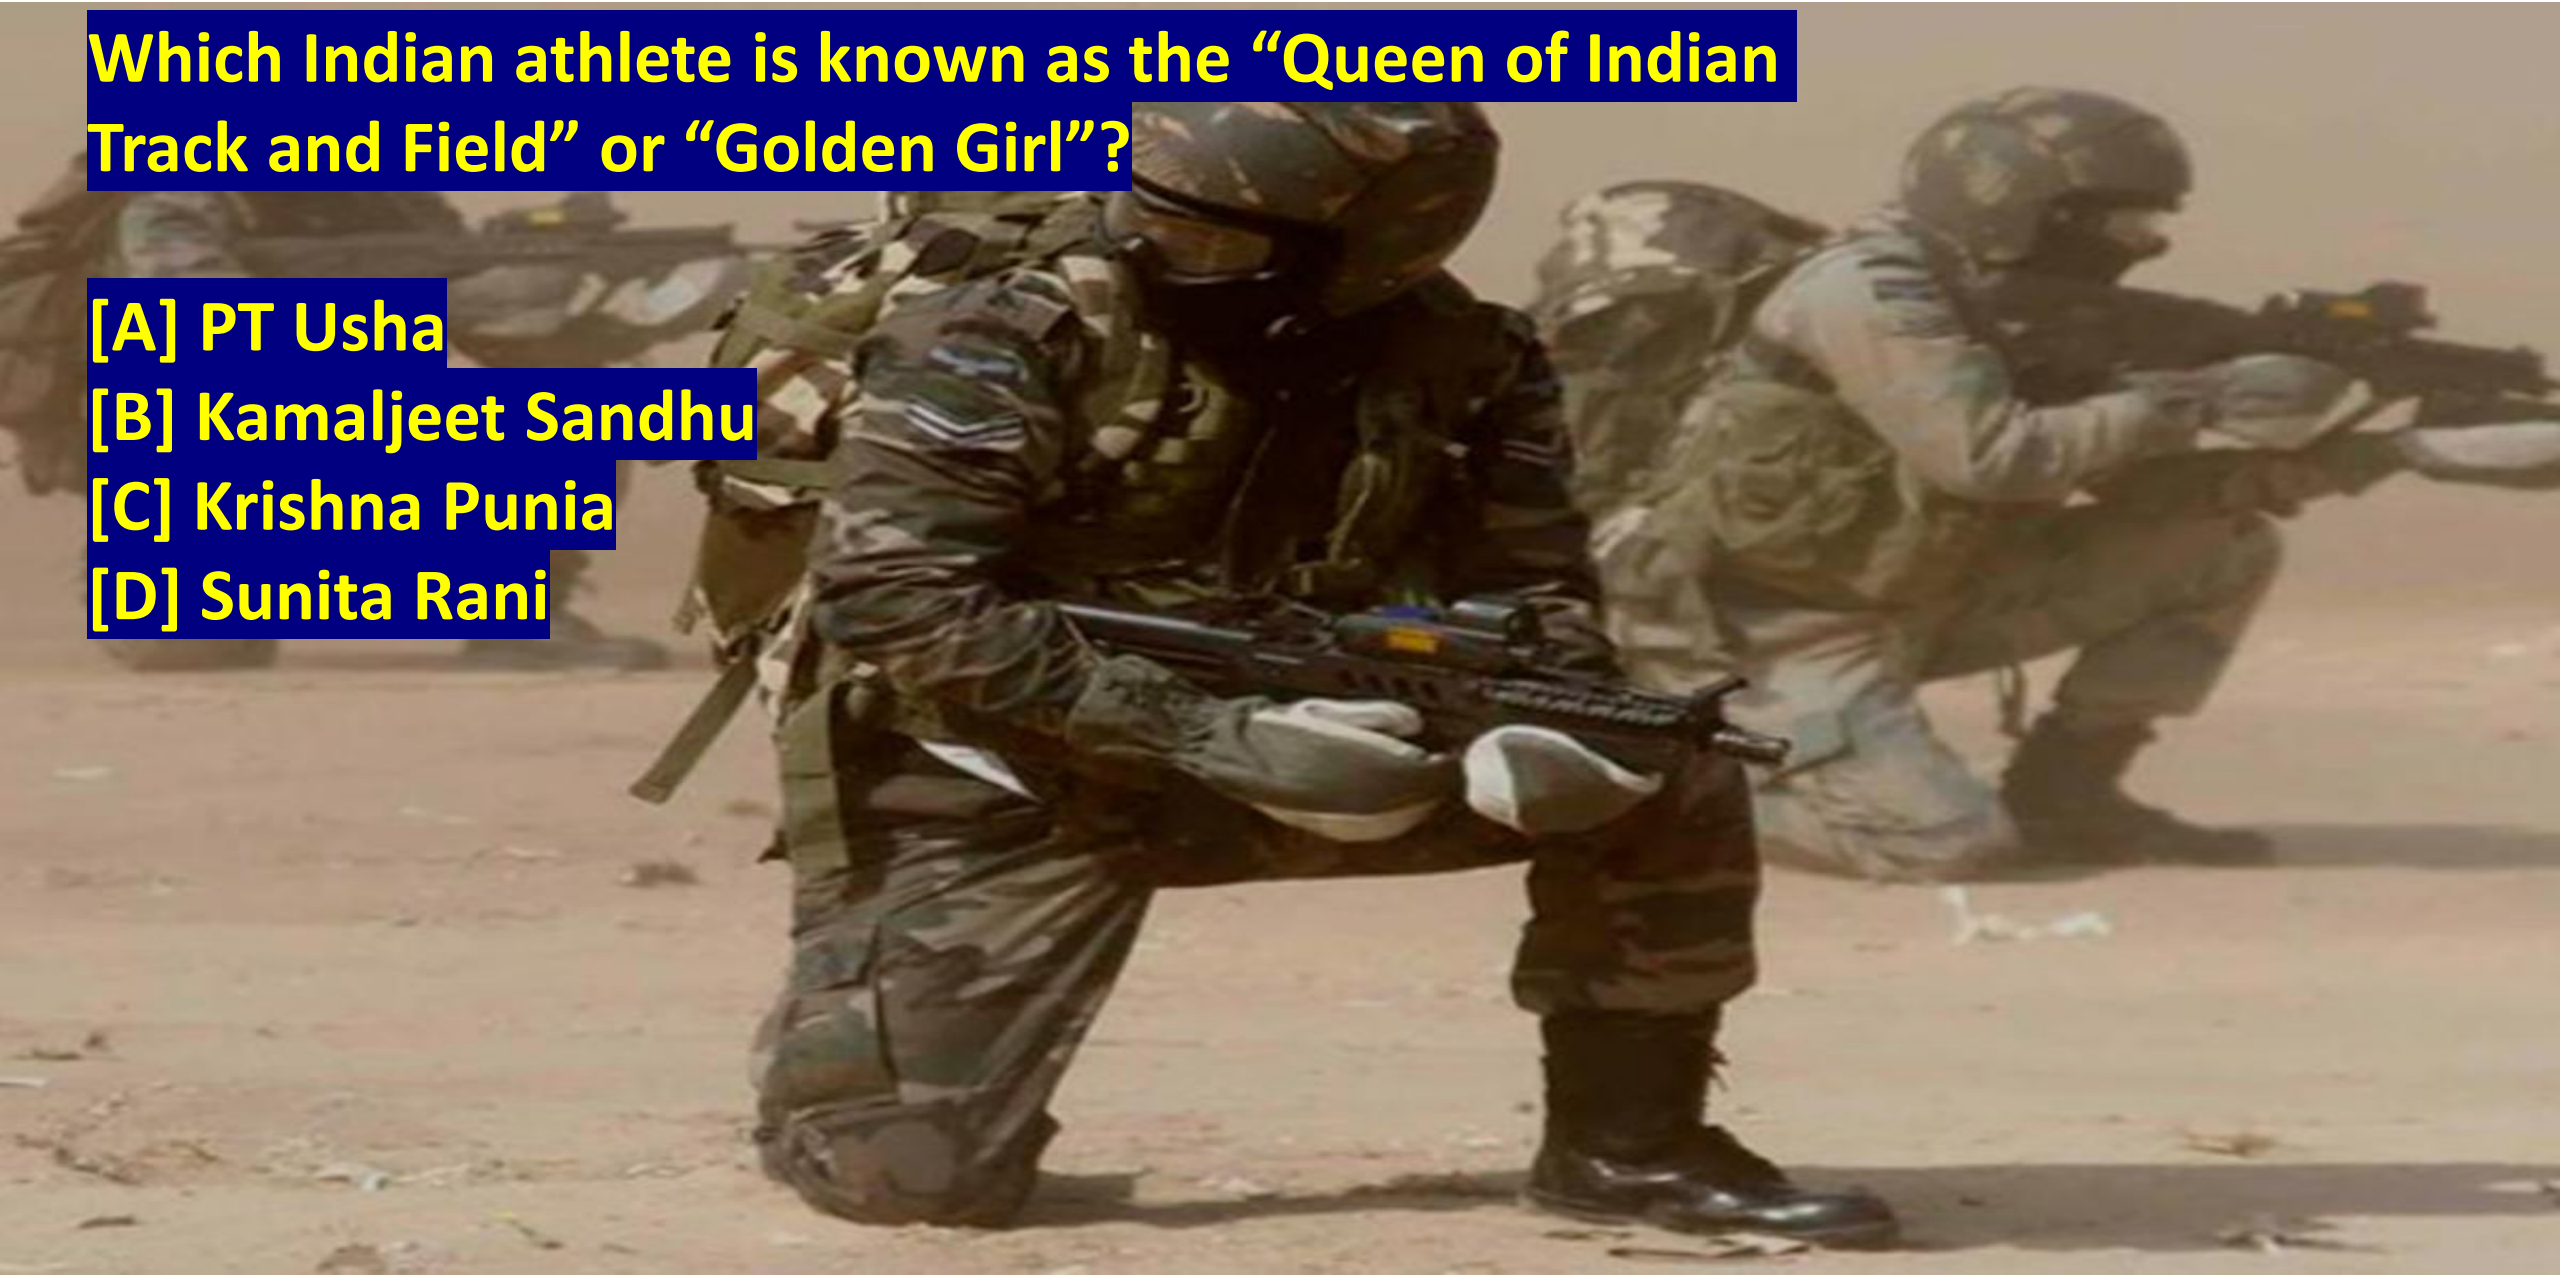 Which Indian athlete is known as the “Queen of Indian
Track and Field” or “Golden Girl”?
[A] PT Usha
[B] Kamaljeet Sandhu
[C] Krishna Punia
[D] Sunita Rani